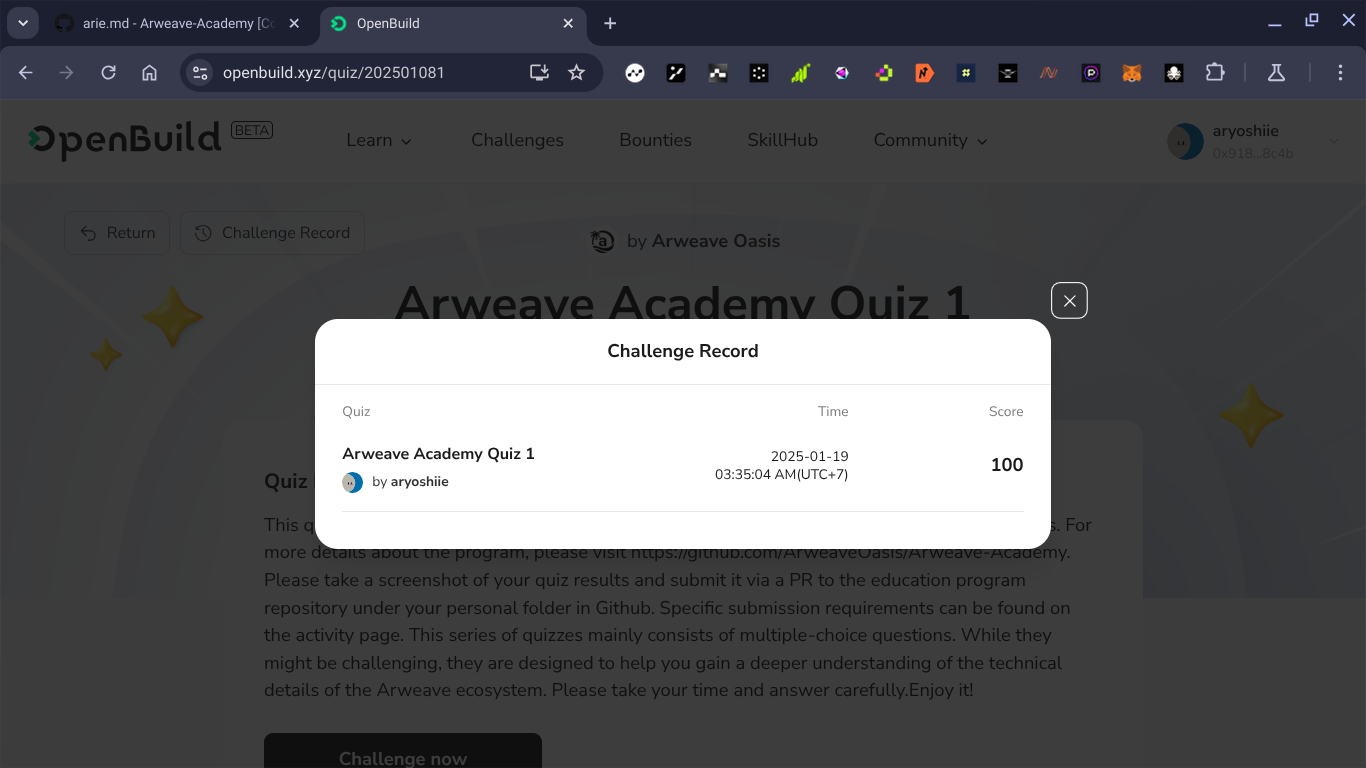 arie.md - Arweave-Academy [Co
OpenBuild
openbuild.xyz/quiz/202501081
OpenBuild BETA
Learn
Challenges
Bounties
SkillHub
Community
aryoshiie
0x918...8c4b
Return
Challenge Record
by Arweave Oasis
Arweave Academy Quiz 1
Challenge Record
Quiz
Time
Score
Arweave Academy Quiz 1
by aryoshiie
2025-01-19
03:35:04 AM(UTC+7)
100
Quiz
This q
s. For
more details about the program, please visit https://github.com/ArweaveOasis/Arweave-Academy.
Please take a screenshot of your quiz results and submit it via a PR to the education program
repository under your personal folder in Github. Specific submission requirements can be found on
the activity page. This series of quizzes mainly consists of multiple-choice questions. While they
might be challenging, they are designed to help you gain a deeper understanding of the technical
details of the Arweave ecosystem. Please take your time and answer carefully.Enjoy it!
Challenge now